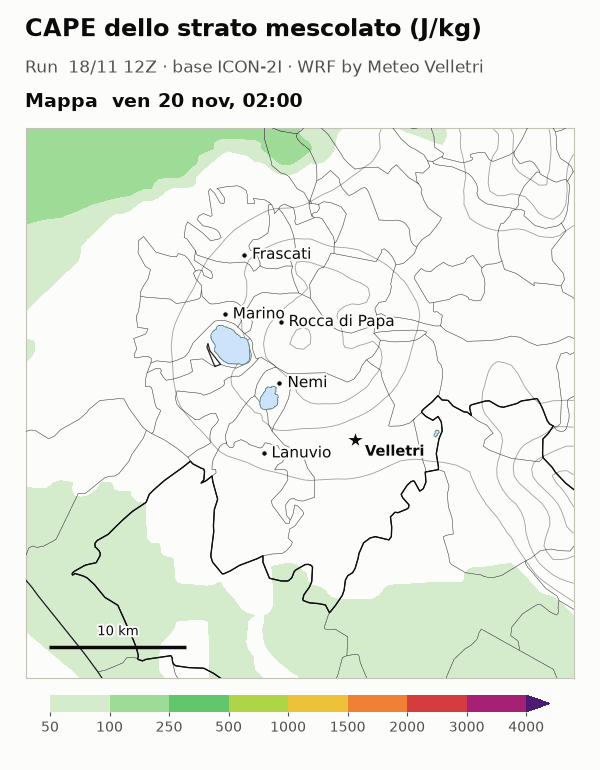 CAPE dello strato mescolato (J/kg)
Run  18/11 12Z · base ICON-2I · WRF by Meteo Velletri
Mappa  ven 20 nov, 02:00
Frascati
Marino
Rocca di Papa
Nemi
Velletri
Lanuvio
10 km
50 100 250 500 1000 1500 2000 3000 4000